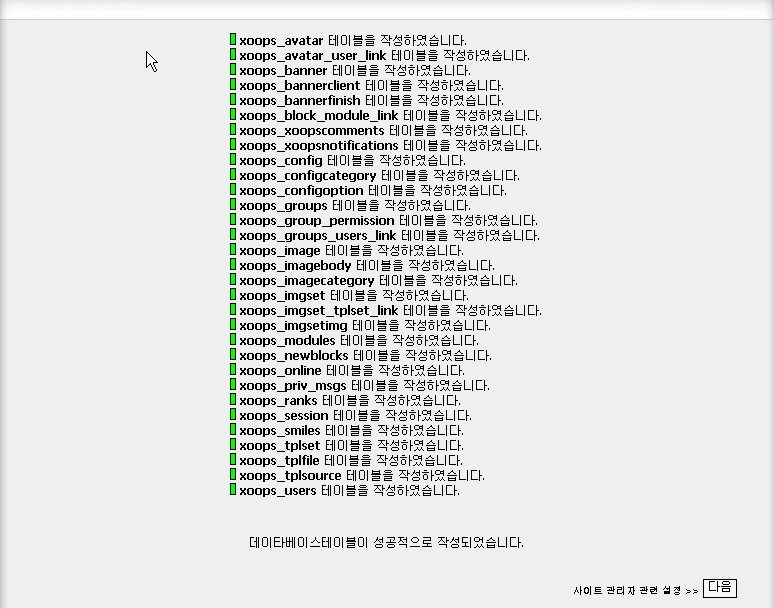 xoops_avatar 테이블을 작성하였습니다.
xoops_avatar_user_link 테이블을 작성하였습니다.
xoops_banner 테이블을 작성하였습니다.
xoops_bannerclient 테이블을 작성하였습니다.
xoops_bannerfinish 테이블을 작성하였습니다.
xoops_block_module_link 테이블을 작성하였습니다.
xoops_xoopscomments 테이블을 작성하였습니다.
xoops_xoopsnotifications 테이블을 작성하였습니다.
xoops_config 테이블을 작성하였습니다.
xoops_configcategory 테이블을 작성하였습니다.
xoops_configoption 테이블을 작성하였습니다.
xoops_groups 테이블을 작성하였습니다.
xoops_group_permission 테이블을 작성하였습니다.
xoops_groups_users_link 테이블을 작성하였습니다.
xoops_image 테이블을 작성하였습니다.
xoops_imagebody 테이블을 작성하였습니다.
xoops_imagecategory 테이블을 작성하였습니다.
xoops_imgset 테이블을 작성하였습니다.
xoops_imgset_tplset_link 테이블을 작성하였습니다.
xoops_imgsetimg 테이블을 작성하였습니다.
xoops_modules 테이블을 작성하였습니다.
xoops_newblocks 테이블을 작성하였습니다.
xoops_online 테이블을 작성하였습니다.
xoops_priv_msgs 테이블을 작성하였습니다.
xoops_ranks 테이블을 작성하였습니다.
xoops_session 테이블을 작성하였습니다.
xoops_smiles 테이블을 작성하였습니다.
xoops_tplset 테이블을 작성하였습니다.
xoops_tplfile 테이블을 작성하였습니다.
xoops_tplsource 테이블을 작성하였습니다.
xoops_users 테이블을 작성하였습니다.
데이타베이스테이블이 성공적으로 작성되었습니다.
사이트 관리자 관련 설정 >> 다음